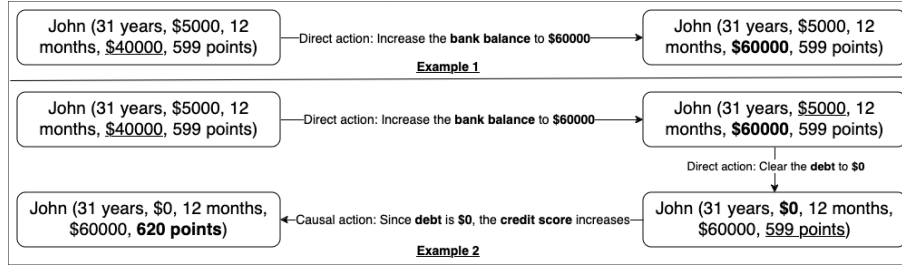 John (31 years, $5000, 12
months, $40000, 599 points)
Direct action: Increase the bank balance to $60000
John (31 years, $5000, 12
months, $60000, 599 points)
Example 1
John (31 years, $5000, 12
months, $40000, 599 points)
Direct action: Increase the bank balance to $60000
John (31 years, $5000, 12
months, $60000, 599 points)
Direct action: Clear the debt to $0
John (31 years, $0, 12 months,
$60000, 599 points)
Causal action: Since debt is $0, the credit score increases
John (31 years, $0, 12 months,
$60000, 620 points)
Example 2